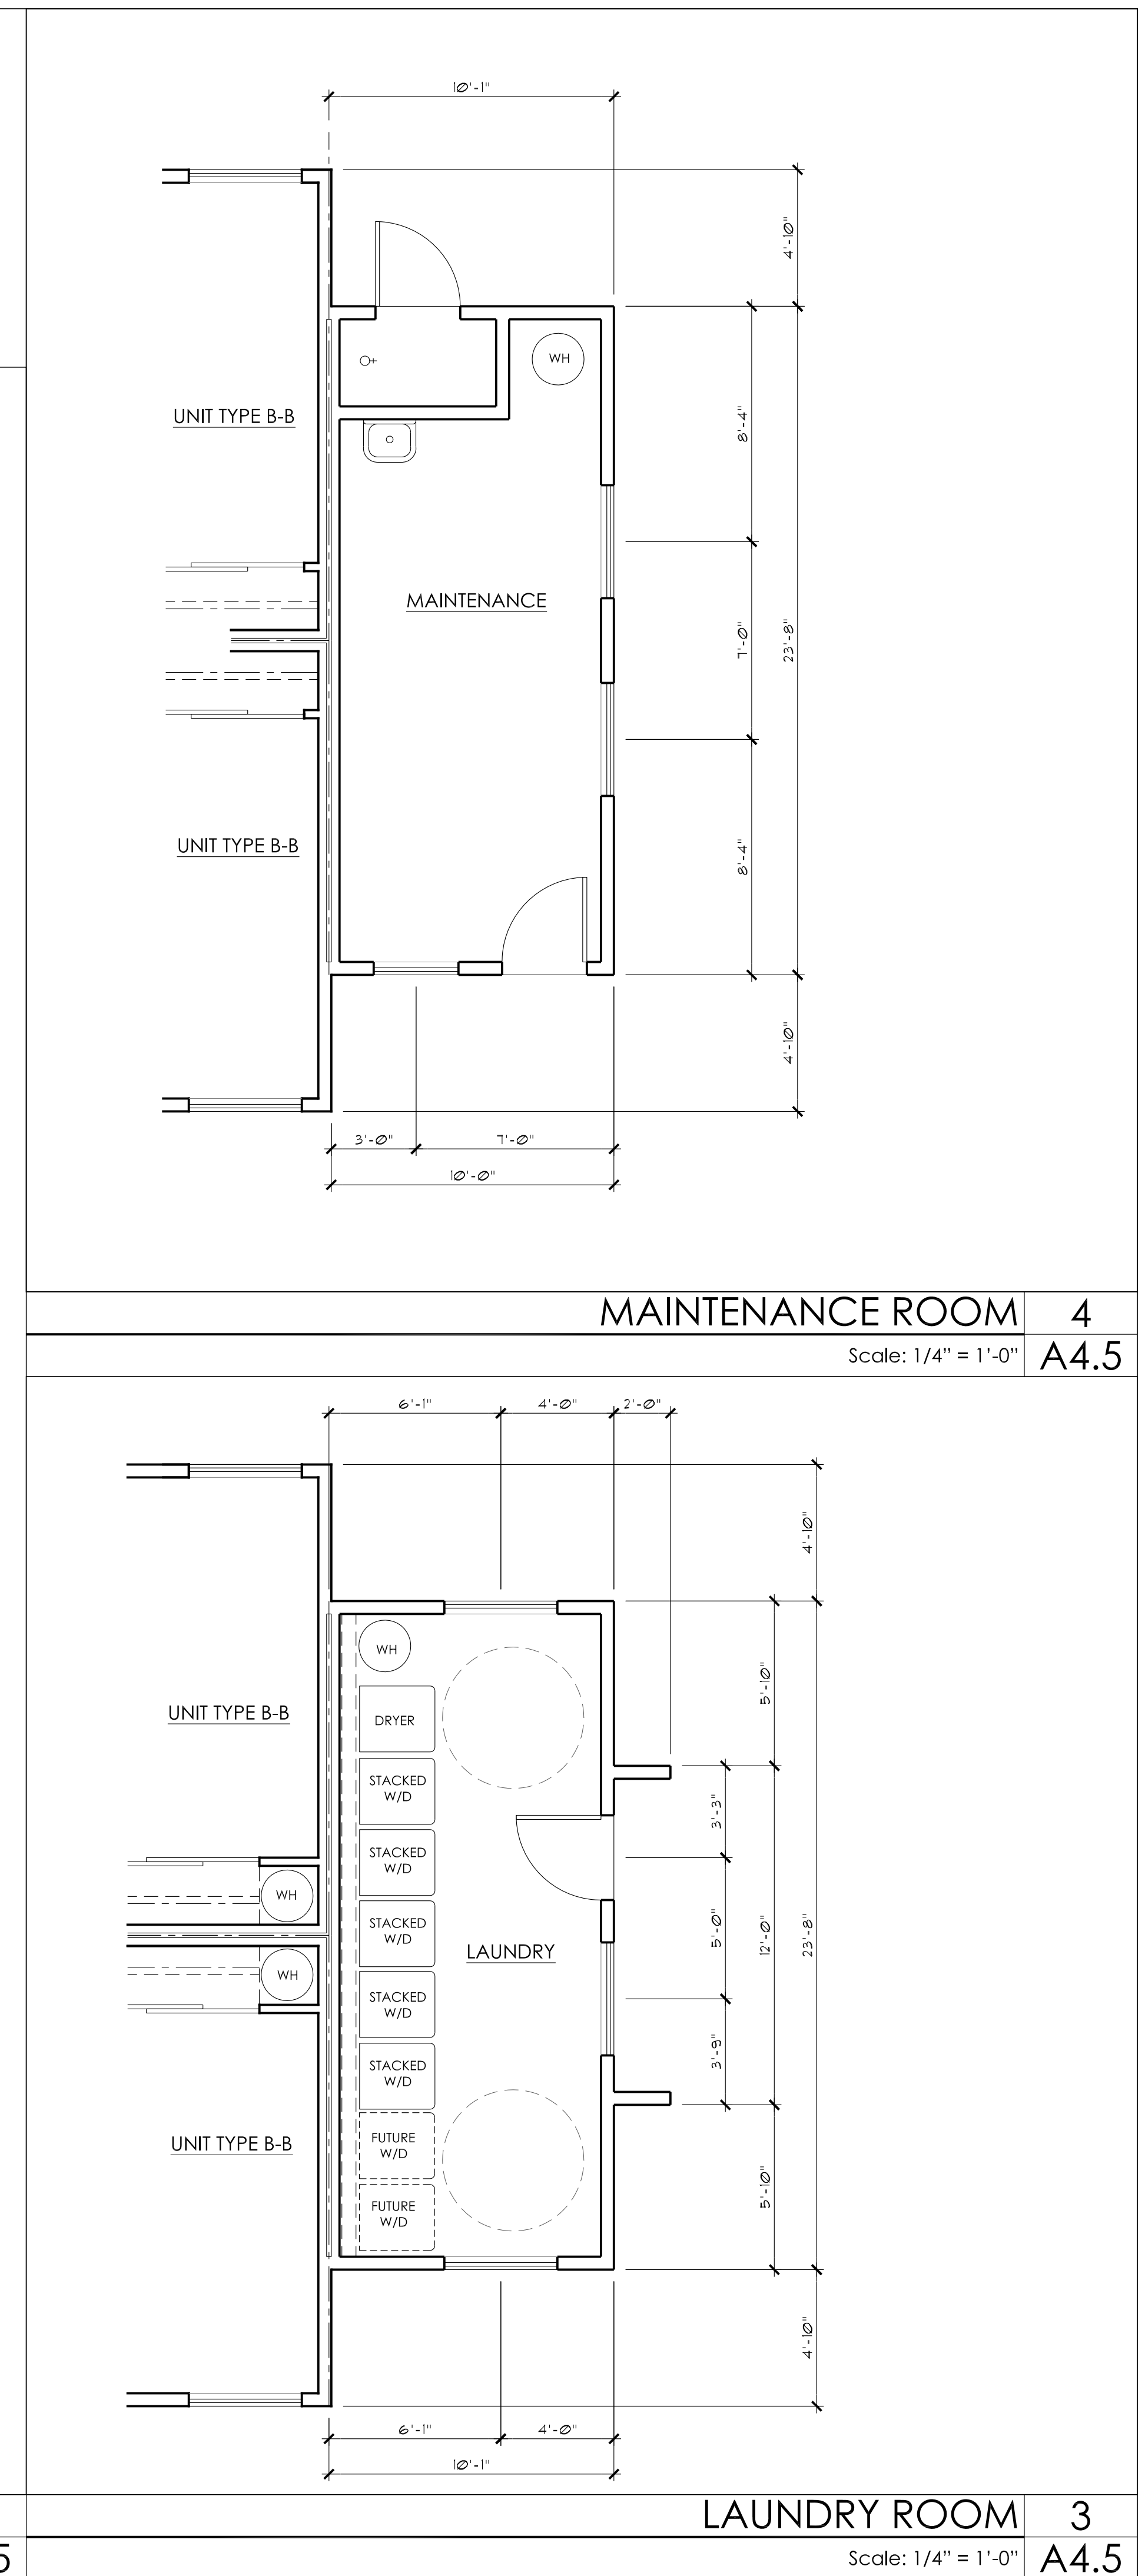 10'-1"
4'-10"
WH
UNIT TYPE B-B
8'-4"
MAINTENANCE
7'-0"
23'-8"
UNIT TYPE B-B
8'-4"
4'-10"
3'-0"
7'-0"
10'-0"
MAINTENANCE ROOM
4
Scale: 1/4" = 1'-0"
A4.5
6'-1"
4'-0"
2'-0"
4'-10"
WH
5'-10"
UNIT TYPE B-B
DRYER
STACKED
W/D
3'-3"
STACKED
W/D
WH
STACKED
W/D
5'-0"
12'-0"
23'-8"
LAUNDRY
WH
STACKED
W/D
3'-9"
STACKED
W/D
UNIT TYPE B-B
FUTURE
W/D
5'-10"
FUTURE
W/D
4'-10"
6'-1"
4'-0"
10'-1"
LAUNDRY ROOM
3
Scale: 1/4" = 1'-0"
A4.5
5